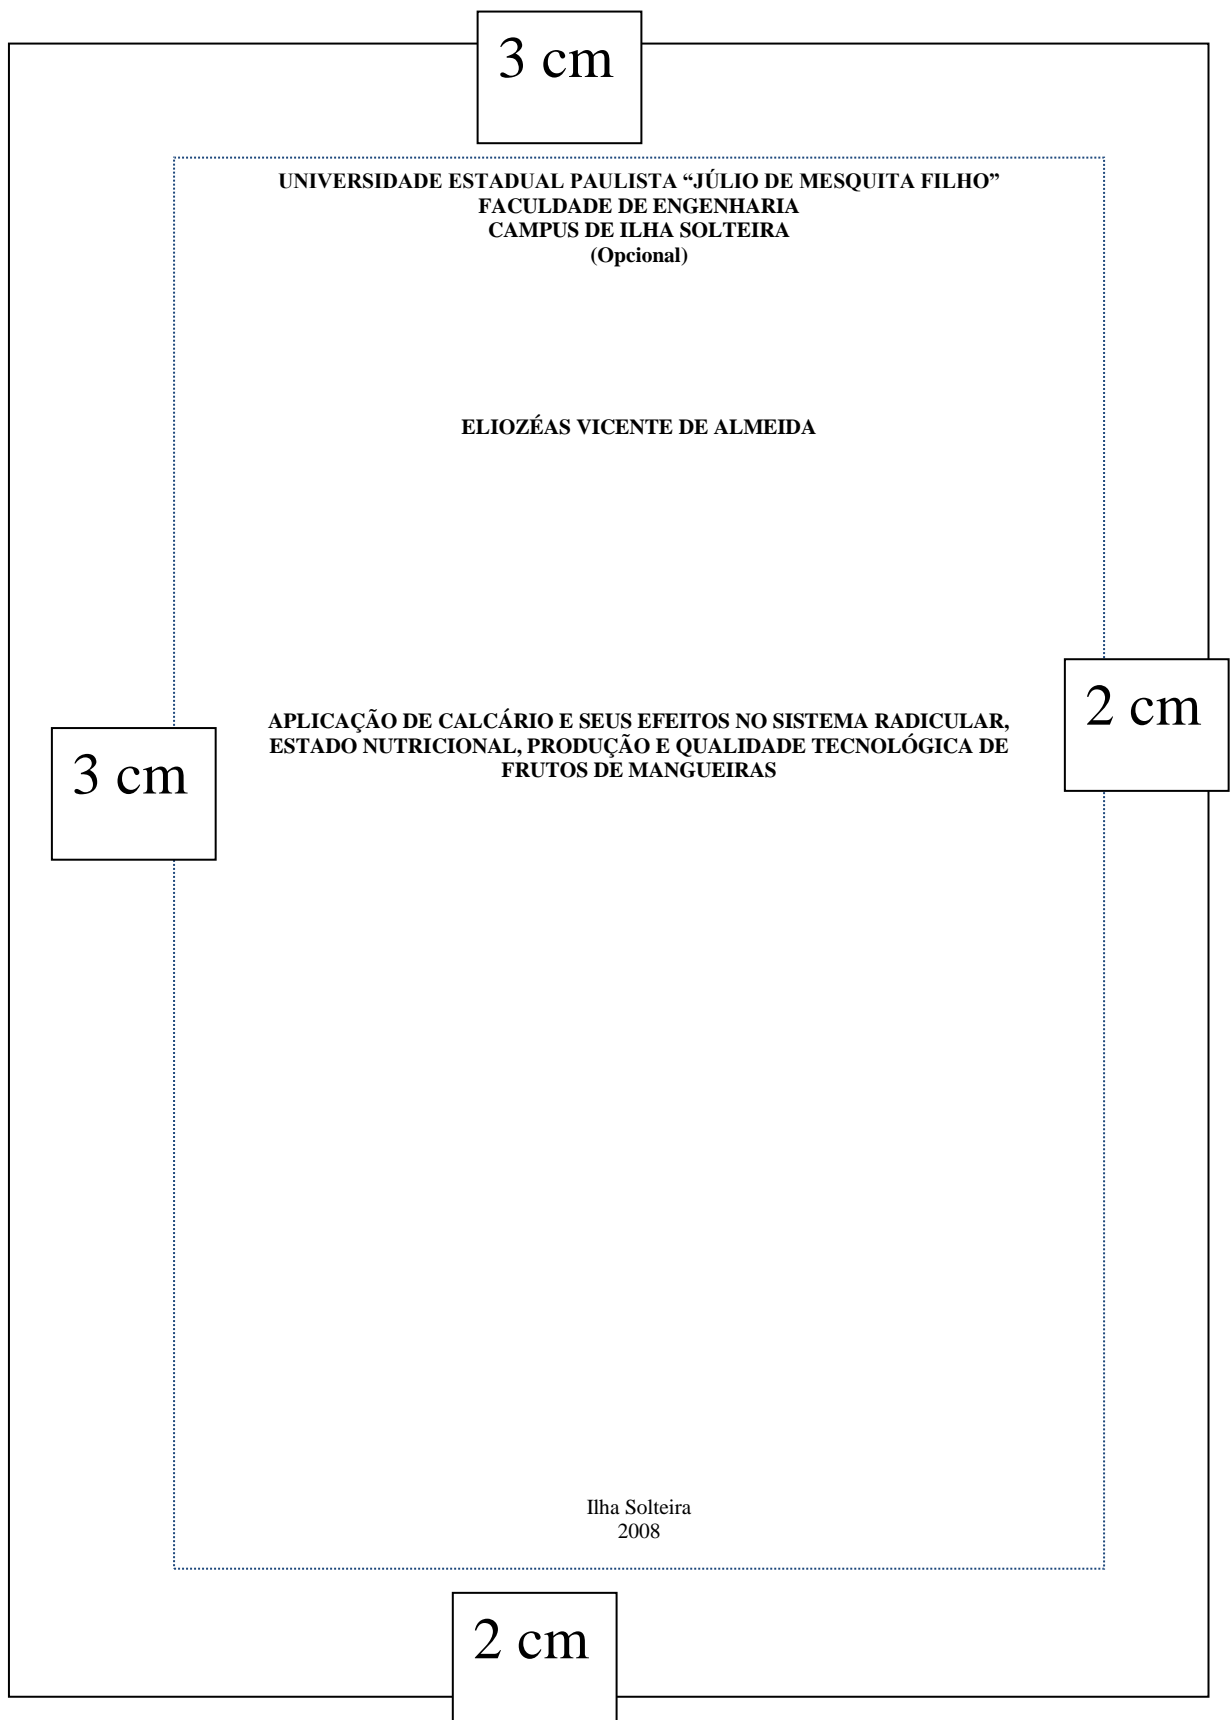 3 cm
UNIVERSIDADE ESTADUAL PAULISTA “JÚLIO DE MESQUITA FILHO”
FACULDADE DE ENGENHARIA
CAMPUS DE ILHA SOLTEIRA
(Opcional)
ELIOZÉAS VICENTE DE ALMEIDA
2 cm
APLICAÇÃO DE CALCÁRIO E SEUS EFEITOS NO SISTEMA RADICULAR,
ESTADO NUTRICIONAL, PRODUÇÃO E QUALIDADE TECNOLÓGICA DE
FRUTOS DE MANGUEIRAS
3 cm
Ilha Solteira
2008
2 cm